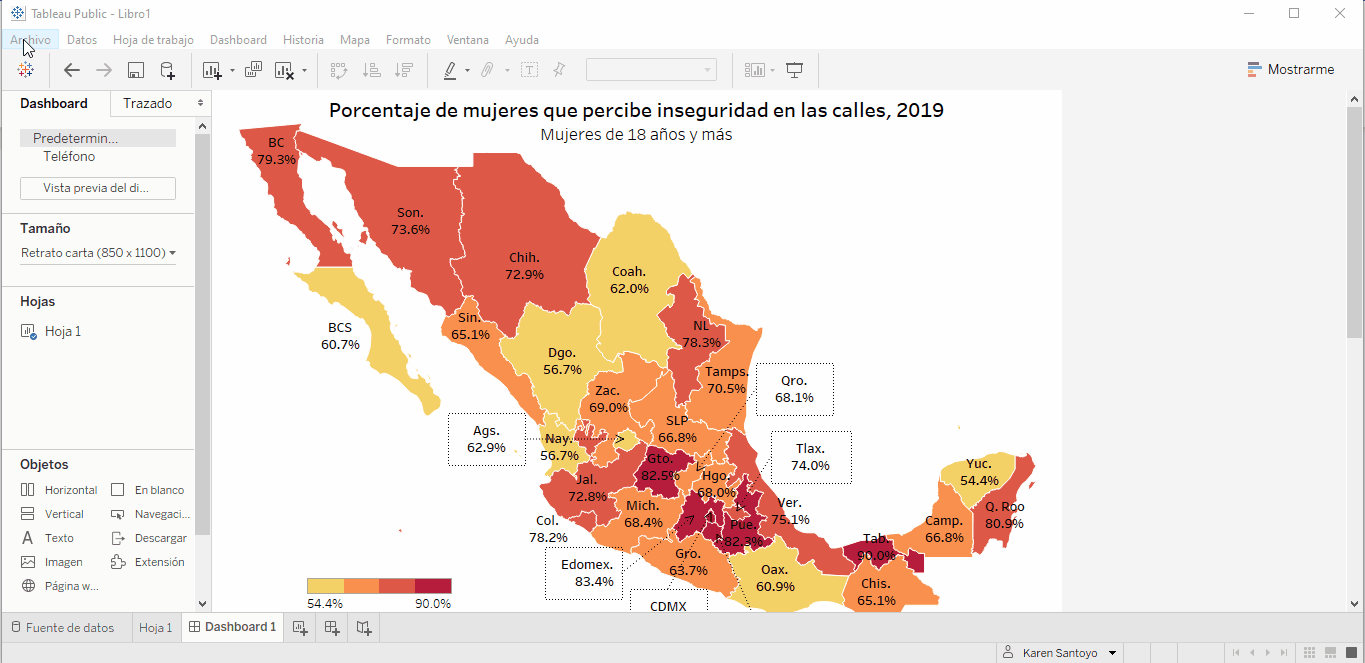 Tableau Public - Libro1
Archivo Datos Hoja de trabajo Dashboard Historia Mapa Formato Ventana Ayuda
Mostrarme
Dashboard Trazado
Predetermin...
Teléfono
Vista previa del di...
Tamaño
Retrato carta (850 x 1100)
Hojas
Hoja 1
Objetos
Horizontal En blanco
Vertical Navegaci...
Texto Descargar
Imagen Extensión
Página w...
Porcentaje de mujeres que percibe inseguridad en las calles, 2019
Mujeres de 18 años y más
BC
79.3%
Son.
73.6%
Chih.
72.9%
Coah.
62.0%
BCS
60.7%
Sin.
65.1%
NL
78.3%
Dgo.
56.7%
Tamps.
70.5%
Qro.
68.1%
Zac.
69.0%
SLP
66.8%
Ags.
62.9%
Nay.
56.7%
Tlax.
74.0%
Gto.
82.5%
Hgo.
68.0%
Yuc.
54.4%
Jal.
72.8%
Mich.
68.4%
Ver.
75.1%
Q. Roo
80.9%
Col.
78.2%
Pue.
82.3%
Camp.
66.8%
Tab.
90.0%
Edomex.
83.4%
Gro.
63.7%
Oax.
60.9%
Chis.
65.1%
CDMX
54.4% 90.0%
Fuente de datos Hoja 1 Dashboard 1
Karen Santoyo